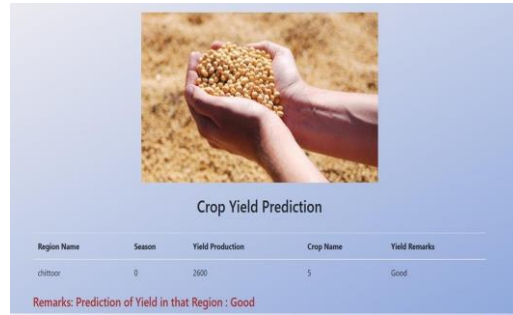 Crop Yield Prediction
Region Name Season Yield Production Crop Name Yield Remarks
chittoor 0 2600 5 Good
Remarks: Prediction of Yield in that Region : Good